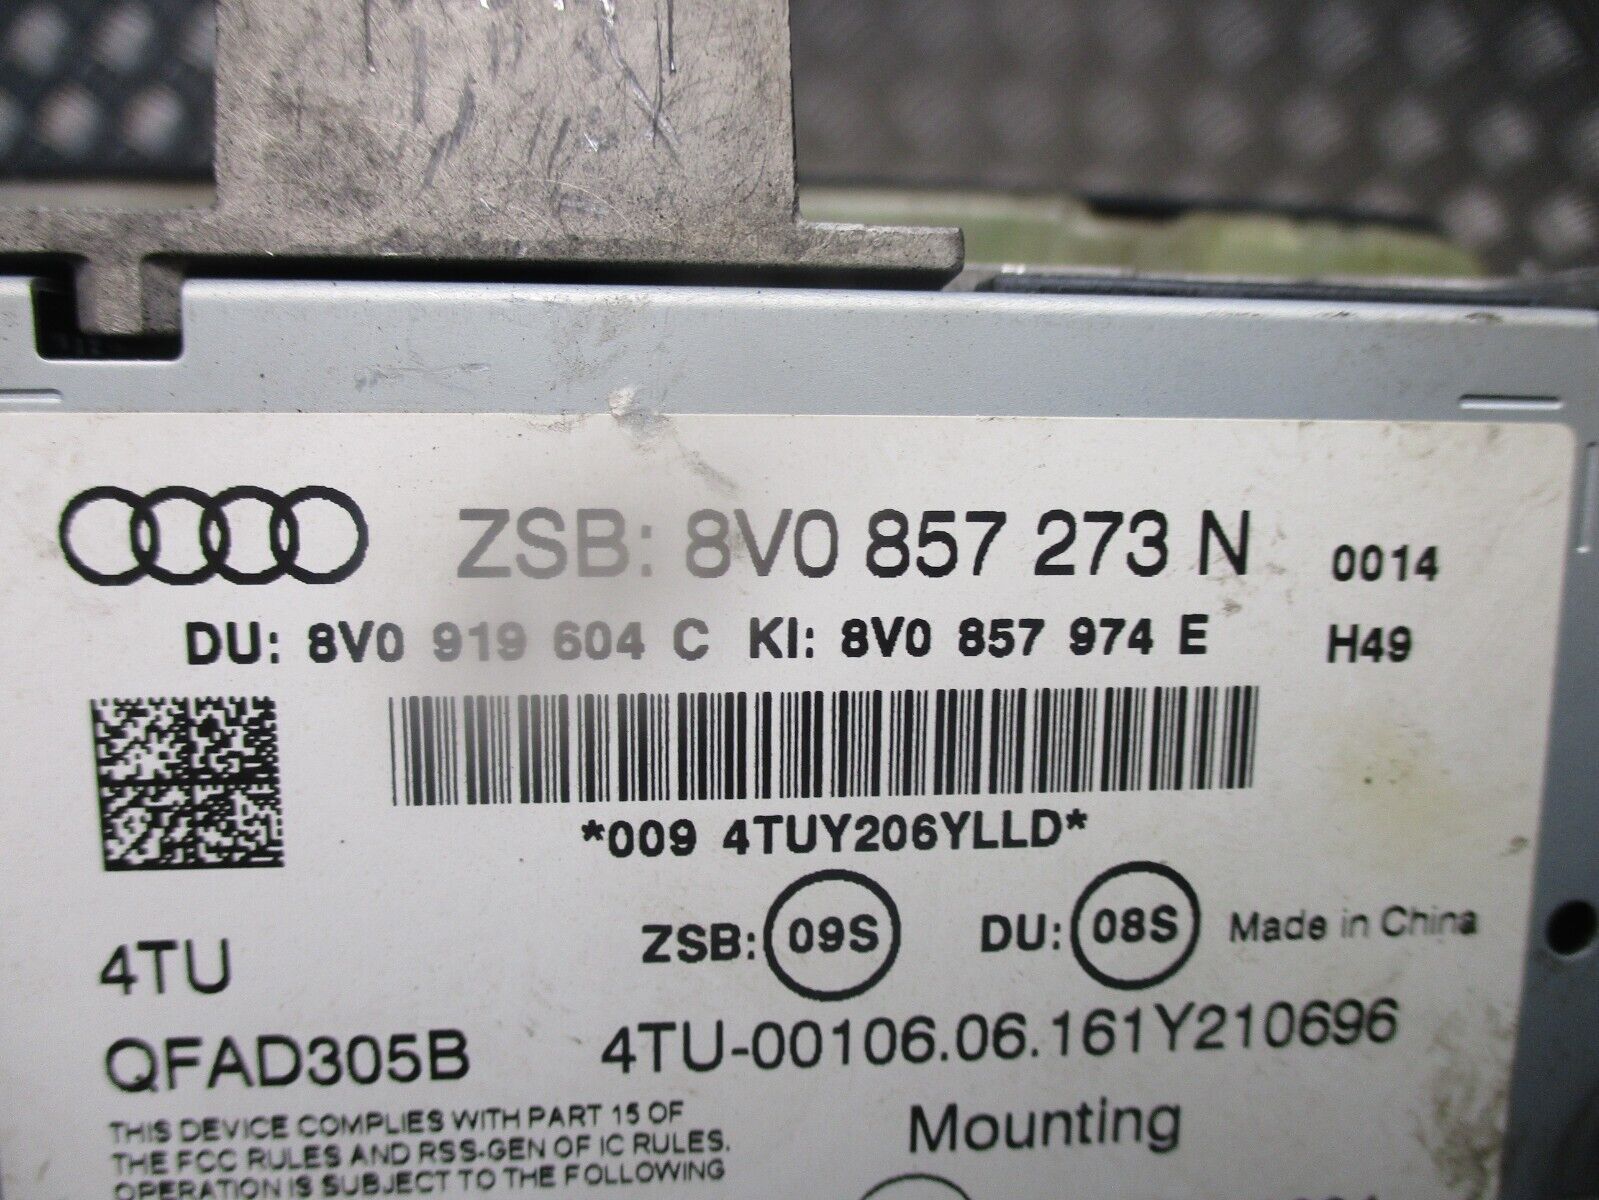 ZSB: 8V0 857 273 N 0014
DU: 8V0 919 604 C KI: 8V0 857 974 E H49
*009 4TUY206YLLD*
ZSB: 09S DU: 08S Made in China
4TU
QFAD305B 4TU-00106.06.161Y210696
THIS DEVICE COMPLIES WITH PART 15 OF
THE FCC RULES AND RSS-GEN OF IC RULES.
OPERATION IS SUBJECT TO THE FOLLOWING
Mounting